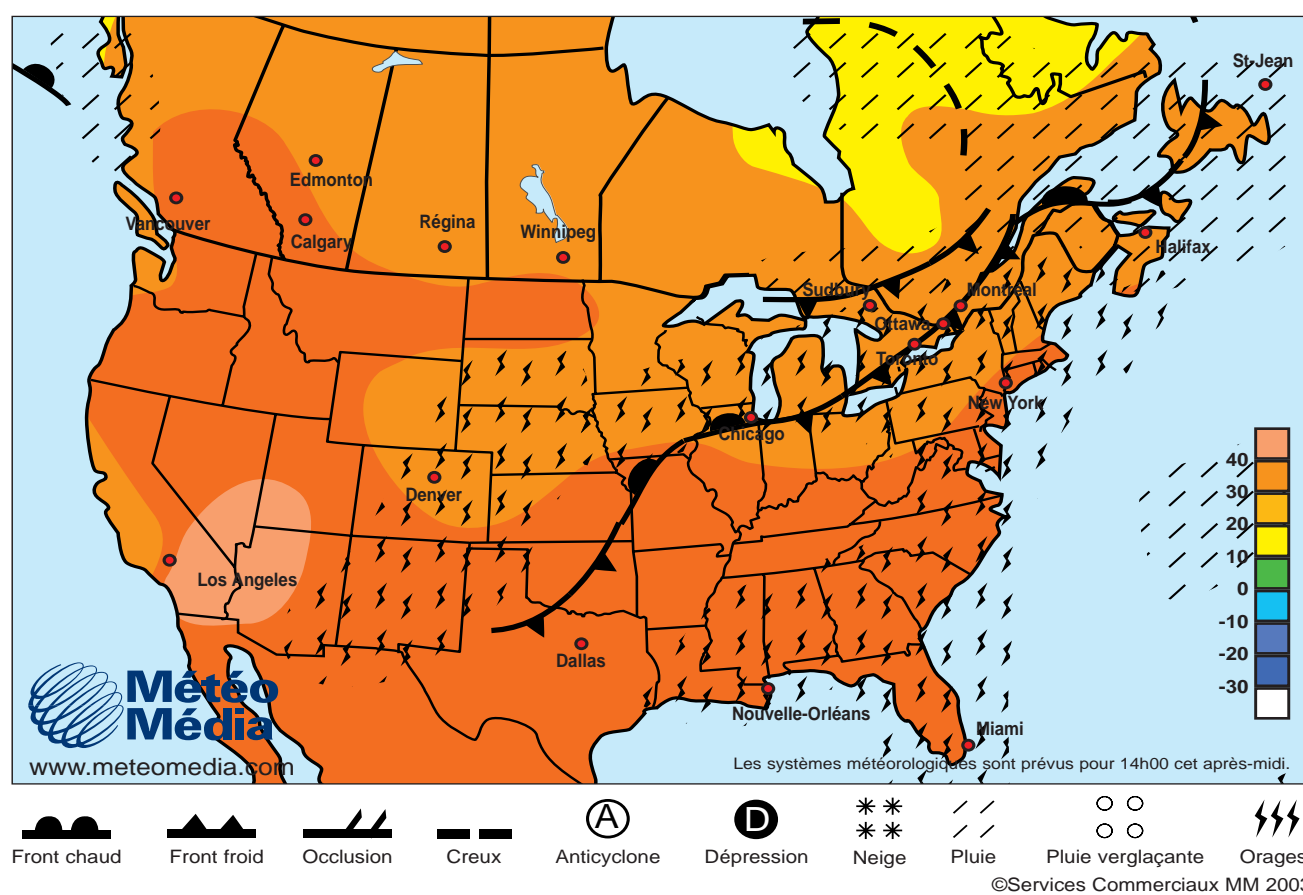 St-Jean
Edmonton
Vancouver
Calgary
Régina
Winnipeg
Halifax
Sudbury
Montréal
Ottawa
Toronto
New York
Chicago
Denver
Los Angeles
Dallas
Nouvelle-Orléans
Miami
40
30
20
10
0
-10
-20
-30
Météo
Média
www.meteomedia.com
Les systèmes météorologiques sont prévus pour 14h00 cet après-midi.
A
D
Front chaud
Front froid
Occlusion
Creux
Anticyclone
Dépression
Neige
Pluie
Pluie verglaçante
Orages
©Services Commerciaux MM 2003